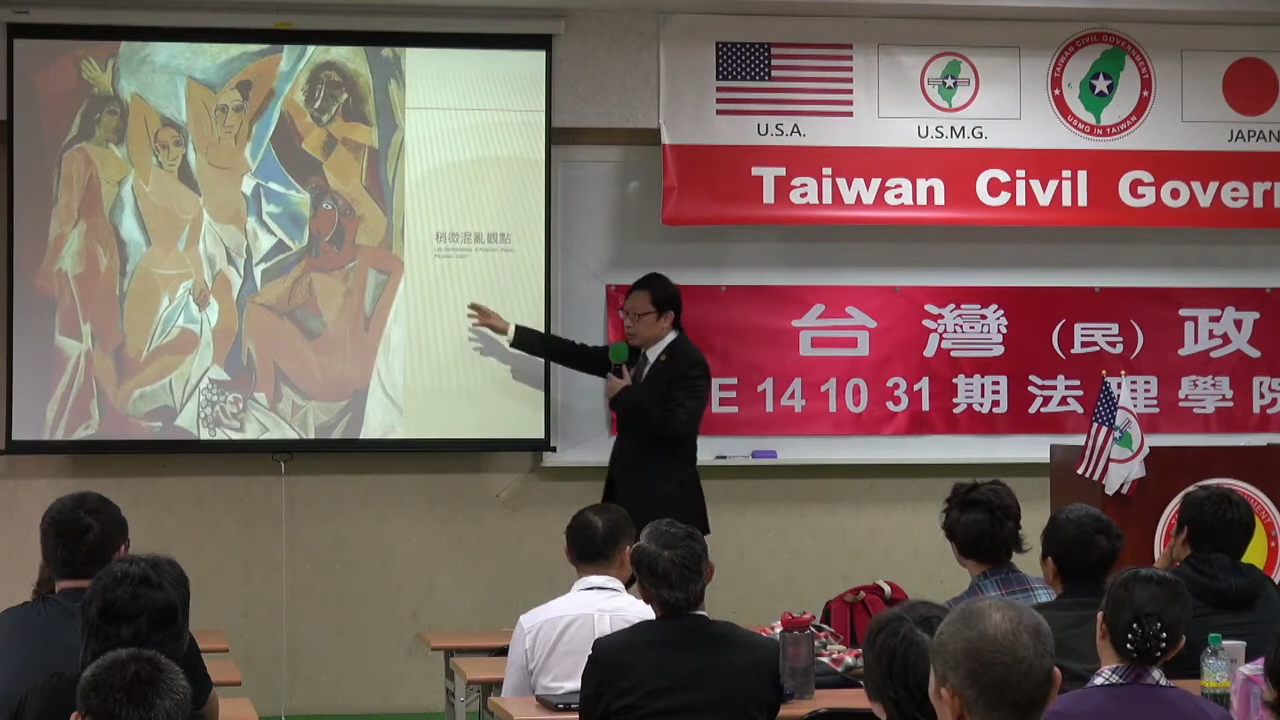 稍微混亂觀點
U.S.A.
U.S.M.G.
TAIWAN CIVIL GOVERNMENT
USMG IN TAIWAN
JAPAN
Taiwan Civil Govern
台灣（民）政
E 14 10 31 期法理學院